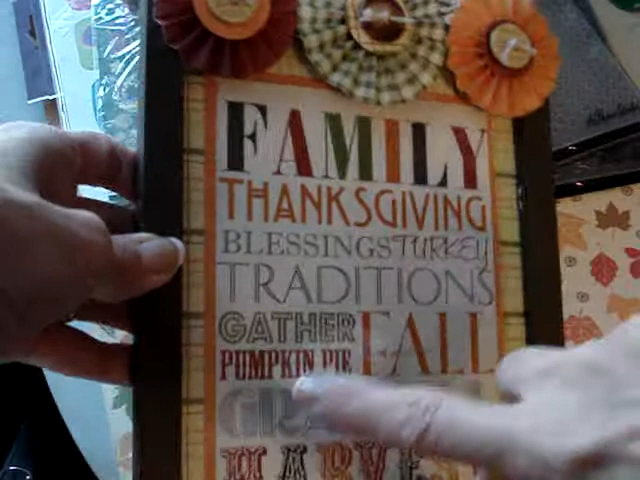 FAMILY
THANKSGIVING
BLESSINGS TURKEY
TRADITIONS
GATHER FALL
PUMPKIN PIE